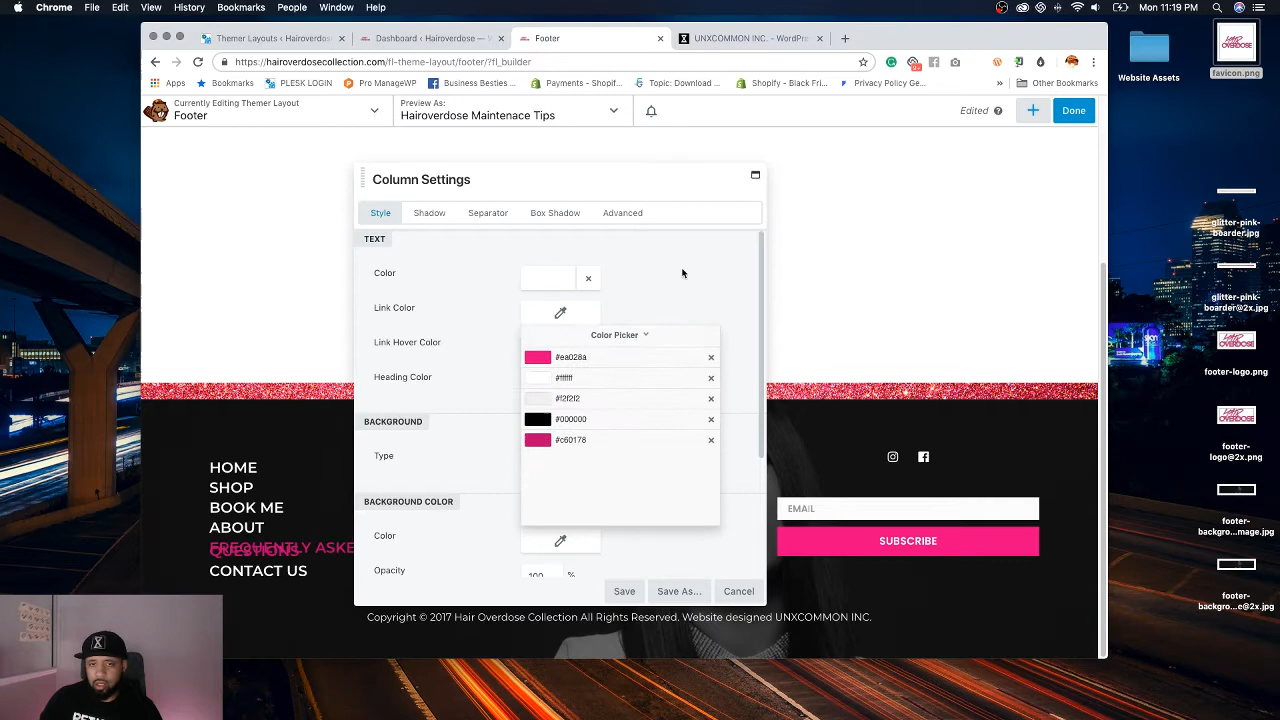 Chrome File Edit View History Bookmarks People Window Help
Mon 11:19 PM
Themer Layouts ‹ Hairoverdose
Dashboard ‹ Hairoverdose —
Footer
UNXCOMMON INC. - WordPre
https://hairoverdosecollection.com/fl-theme-layout/footer/?fl_builder
Apps Bookmarks PLESK LOGIN Pro ManageWP Business Besties ... Payments - Shopif... Topic: Download ... Shopify - Black Fri... Privacy Policy Ge... » Other Bookmarks
Currently Editing Themer Layout
Footer
Preview As:
Hairoverdose Maintenace Tips
Edited
Done
Column Settings
Style Shadow Separator Box Shadow Advanced
TEXT
Color
Link Color
Color Picker
Link Hover Color
#ea028a
Heading Color
#ffffff
#f2f2f2
BACKGROUND
#000000
#c60178
Type
BACKGROUND COLOR
Color
Opacity
100 %
Save Save As... Cancel
HOME
SHOP
BOOK ME
ABOUT
FREQUENTLY ASKE
QUESTIONS
CONTACT US
EMAIL
SUBSCRIBE
Copyright © 2017 Hair Overdose Collection All Rights Reserved. Website designed UNXCOMMON INC.
Website Assets
favicon.png
glitter-pink-
boarder.jpg
glitter-pink-
boarder@2x.jpg
OVERDOSE
footer-logo.png
OVERDOSE
footer-
logo@2x.png
footer-
backgro...mage.jpg
footer-
backgro...e@2x.jpg